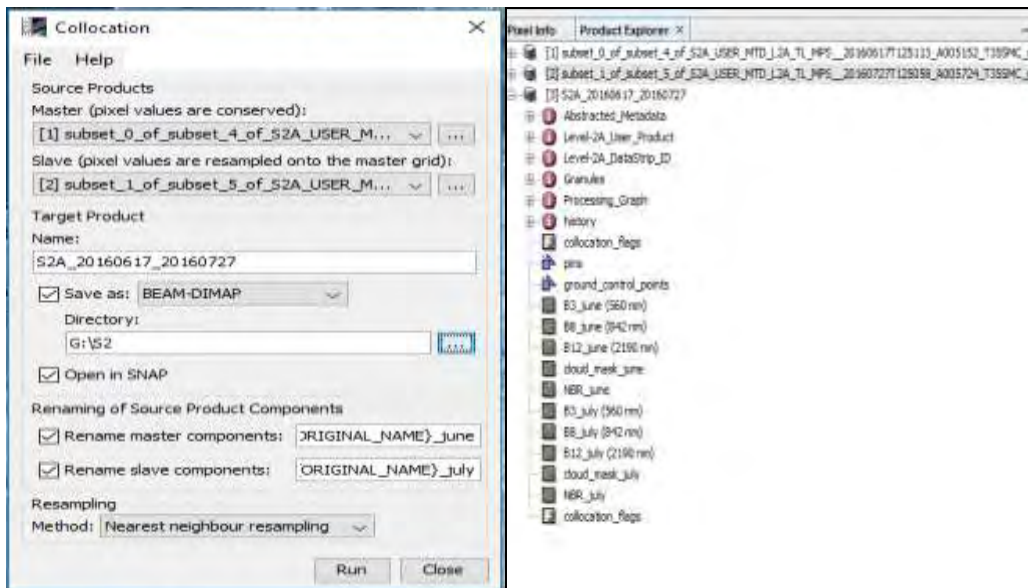 Collocation
File Help
Source Products
Master (pixel values are conserved):
[1] subset_0_of_subset_4_of_S2A_USER_M... ...
Slave (pixel values are resampled onto the master grid):
[2] subset_1_of_subset_5_of_S2A_USER_M... ...
Target Product
Name:
S2A_20160617_20160727
Save as: BEAM-DIMAP
Directory:
G:\S2
...
Open in SNAP
Renaming of Source Product Components
Rename master components: ORIGINAL_NAME}_june
Rename slave components: ORIGINAL_NAME}_july
Resampling
Method: Nearest neighbour resampling
Run Close
Pixel Info Product Explorer ×
[1] subset_0_of_subset_4_of_S2A_USER_MTD_L2A_TL_MPS__20160617T125113_A005152_T35SMC_
[2] subset_1_of_subset_5_of_S2A_USER_MTD_L2A_TL_MPS__20160727T125058_A005724_T35SMC_
[3] S2A_20160617_20160727
Abstracted_Metadata
Level-2A_User_Product
Level-2A_DataStrip_ID
Granules
Processing_Graph
history
collocation_flags
pins
ground_control_points
B3_june (560 nm)
B8_june (842 nm)
B12_june (2190 nm)
cloud_mask_june
NBR_june
B3_july (560 nm)
B8_july (842 nm)
B12_july (2190 nm)
cloud_mask_july
NBR_july
collocation_flags